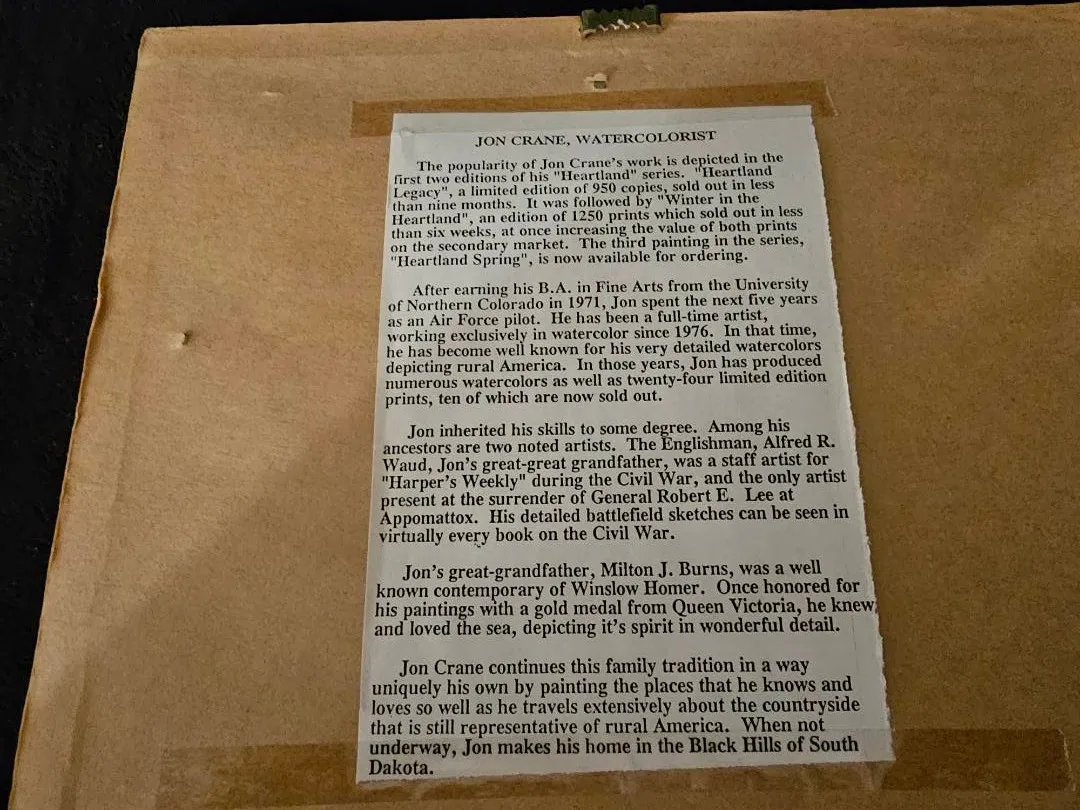 JON CRANE, WATERCOLORIST
The popularity of Jon Crane's work is depicted in the
first two editions of his "Heartland" series. "Heartland
Legacy", a limited edition of 950 copies, sold out in less
than nine months. It was followed by "Winter in the
Heartland", an edition of 1250 prints which sold out in less
than six weeks, at once increasing the value of both prints
on the secondary market. The third painting in the series,
"Heartland Spring", is now available for ordering.
After earning his B.A. in Fine Arts from the University
of Northern Colorado in 1971, Jon spent the next five years
as an Air Force pilot. He has been a full-time artist,
working exclusively in watercolor since 1976. In that time,
he has become well known for his very detailed watercolors
depicting rural America. In those years, Jon has produced
numerous watercolors as well as twenty-four limited edition
prints, ten of which are now sold out.
Jon inherited his skills to some degree. Among his
ancestors are two noted artists. The Englishman, Alfred R.
Waud, Jon's great-great grandfather, was a staff artist for
"Harper's Weekly" during the Civil War, and the only artist
present at the surrender of General Robert E. Lee at
Appomattox. His detailed battlefield sketches can be seen in
virtually every book on the Civil War.
Jon's great-grandfather, Milton J. Burns, was a well
known contemporary of Winslow Homer. Once honored for
his paintings with a gold medal from Queen Victoria, he knew
and loved the sea, depicting it's spirit in wonderful detail.
Jon Crane continues this family tradition in a way
uniquely his own by painting the places that he knows and
loves so well as he travels extensively about the countryside
that is still representative of rural America. When not
underway, Jon makes his home in the Black Hills of South
Dakota.